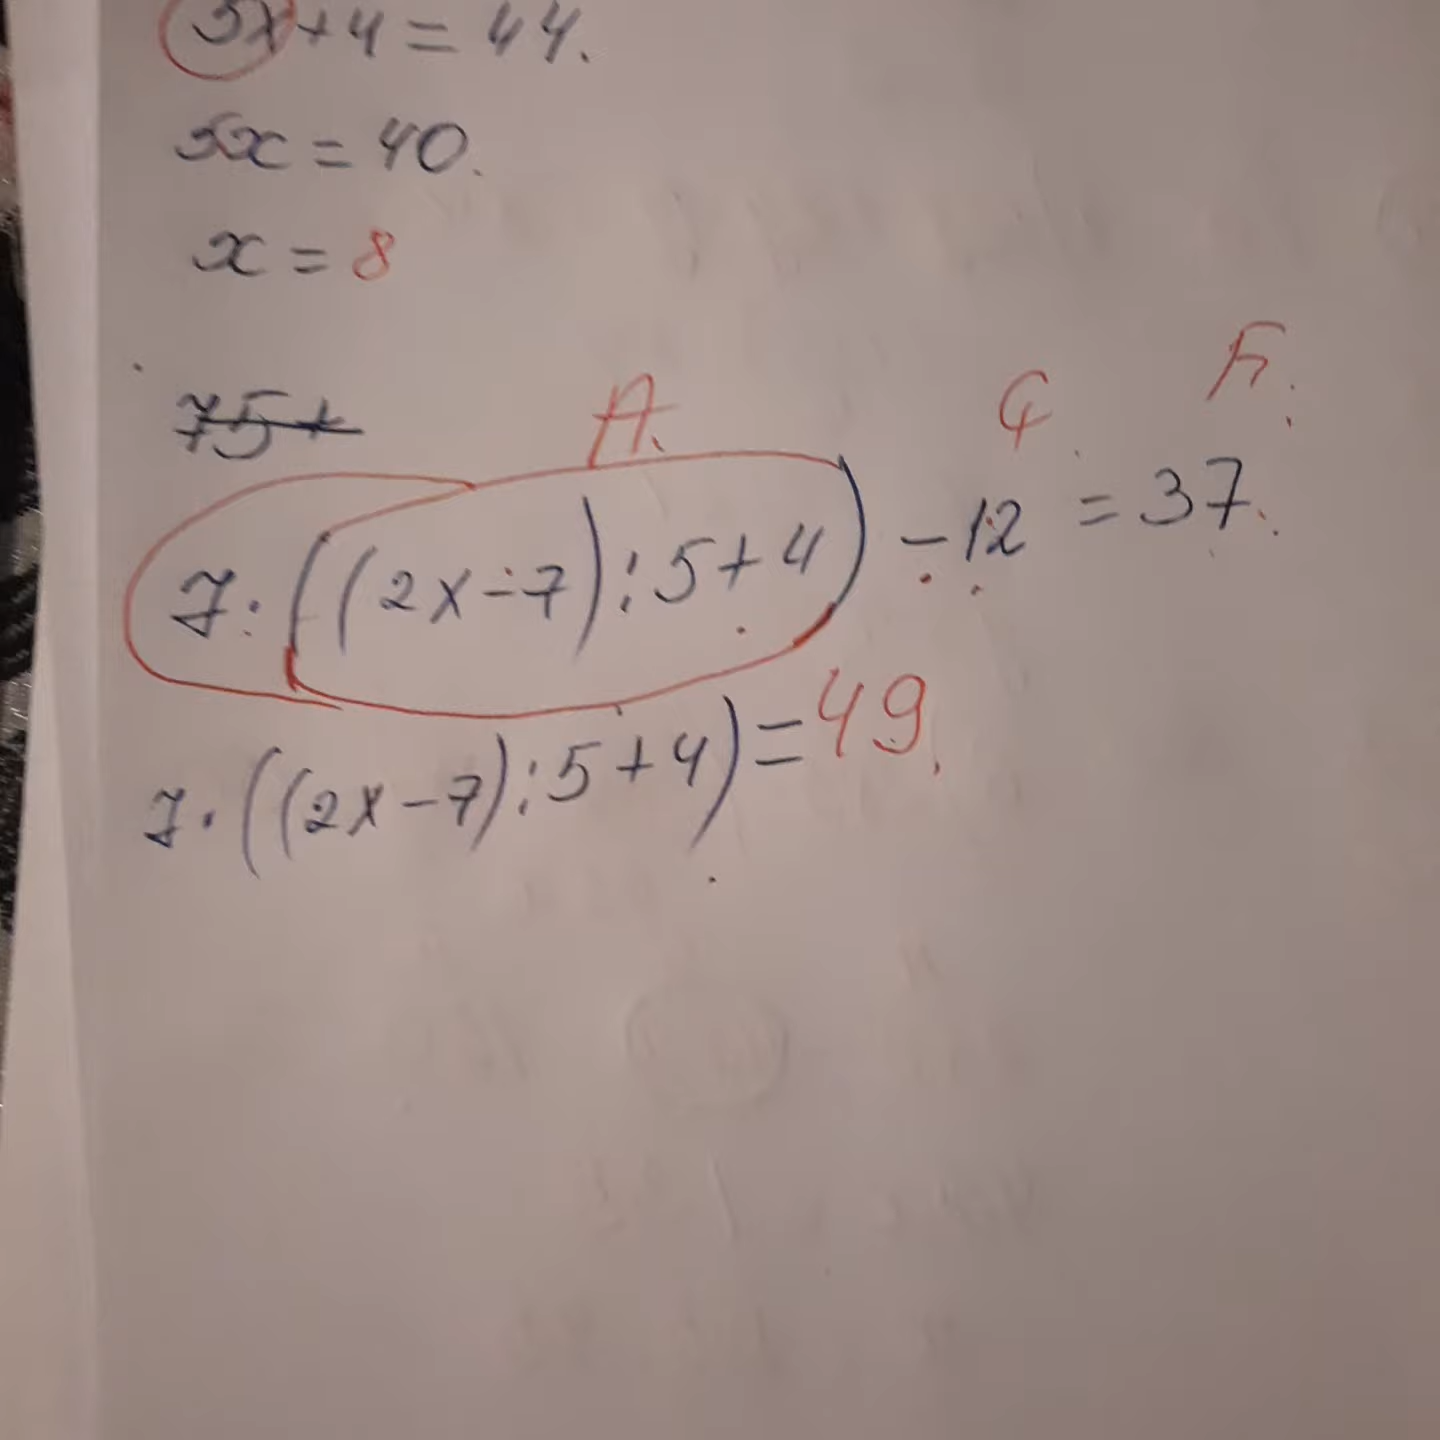 5x+4=44.
5x=40.
x=8
75+
A. Ç. F.
7·((2x-7):5+4)-12=37.
7·((2x-7):5+4)=49.